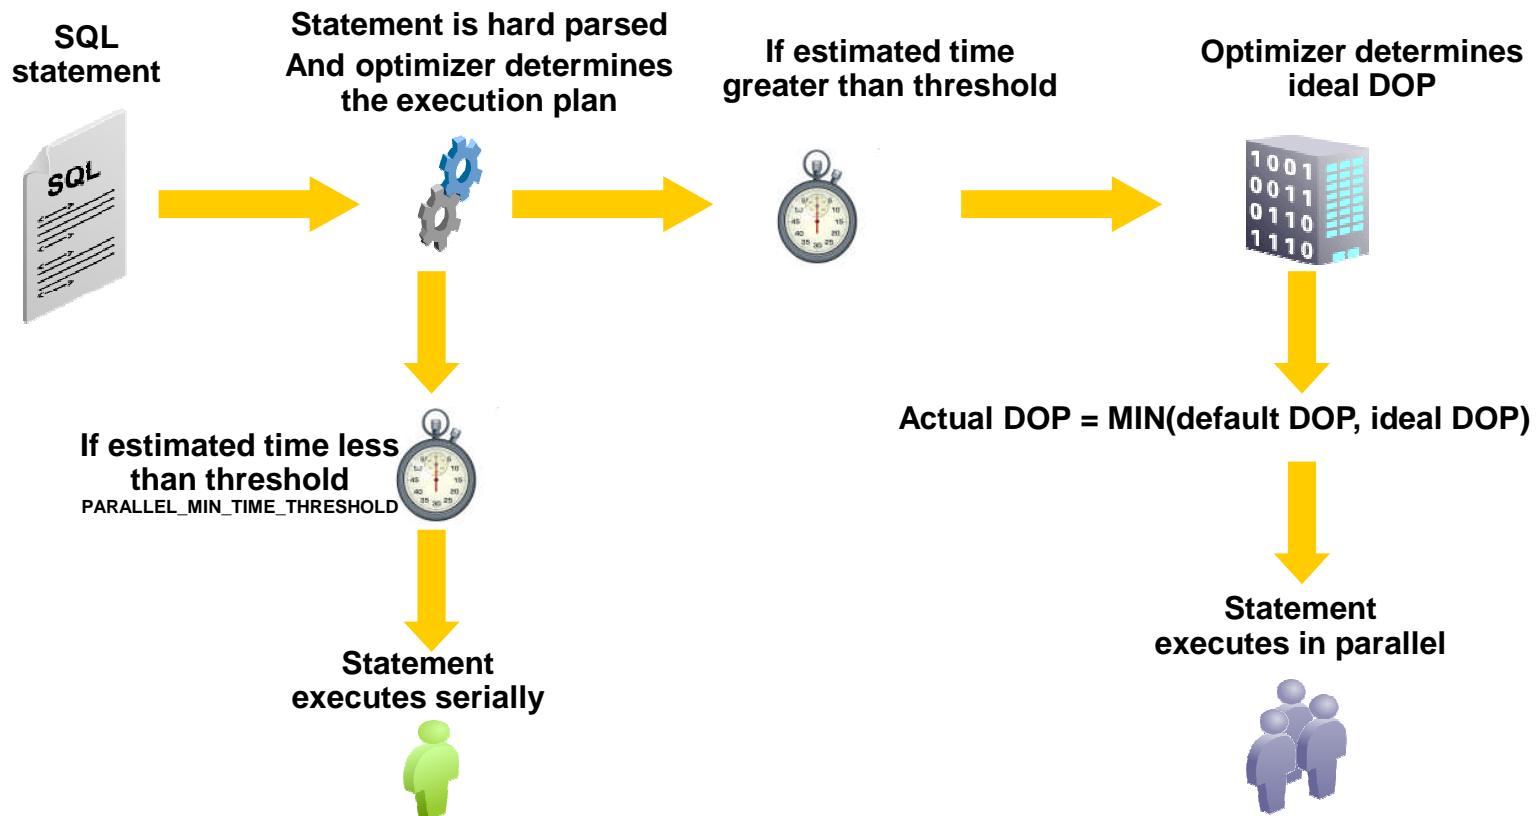 SQL
statement
Statement is hard parsed
And optimizer determines
the execution plan
If estimated time
greater than threshold
Optimizer determines
ideal DOP
SQL
1001
0011
0110
1110
If estimated time less
than threshold
PARALLEL_MIN_TIME_THRESHOLD
Actual DOP = MIN(default DOP, ideal DOP)
Statement
executes serially
Statement
executes in parallel